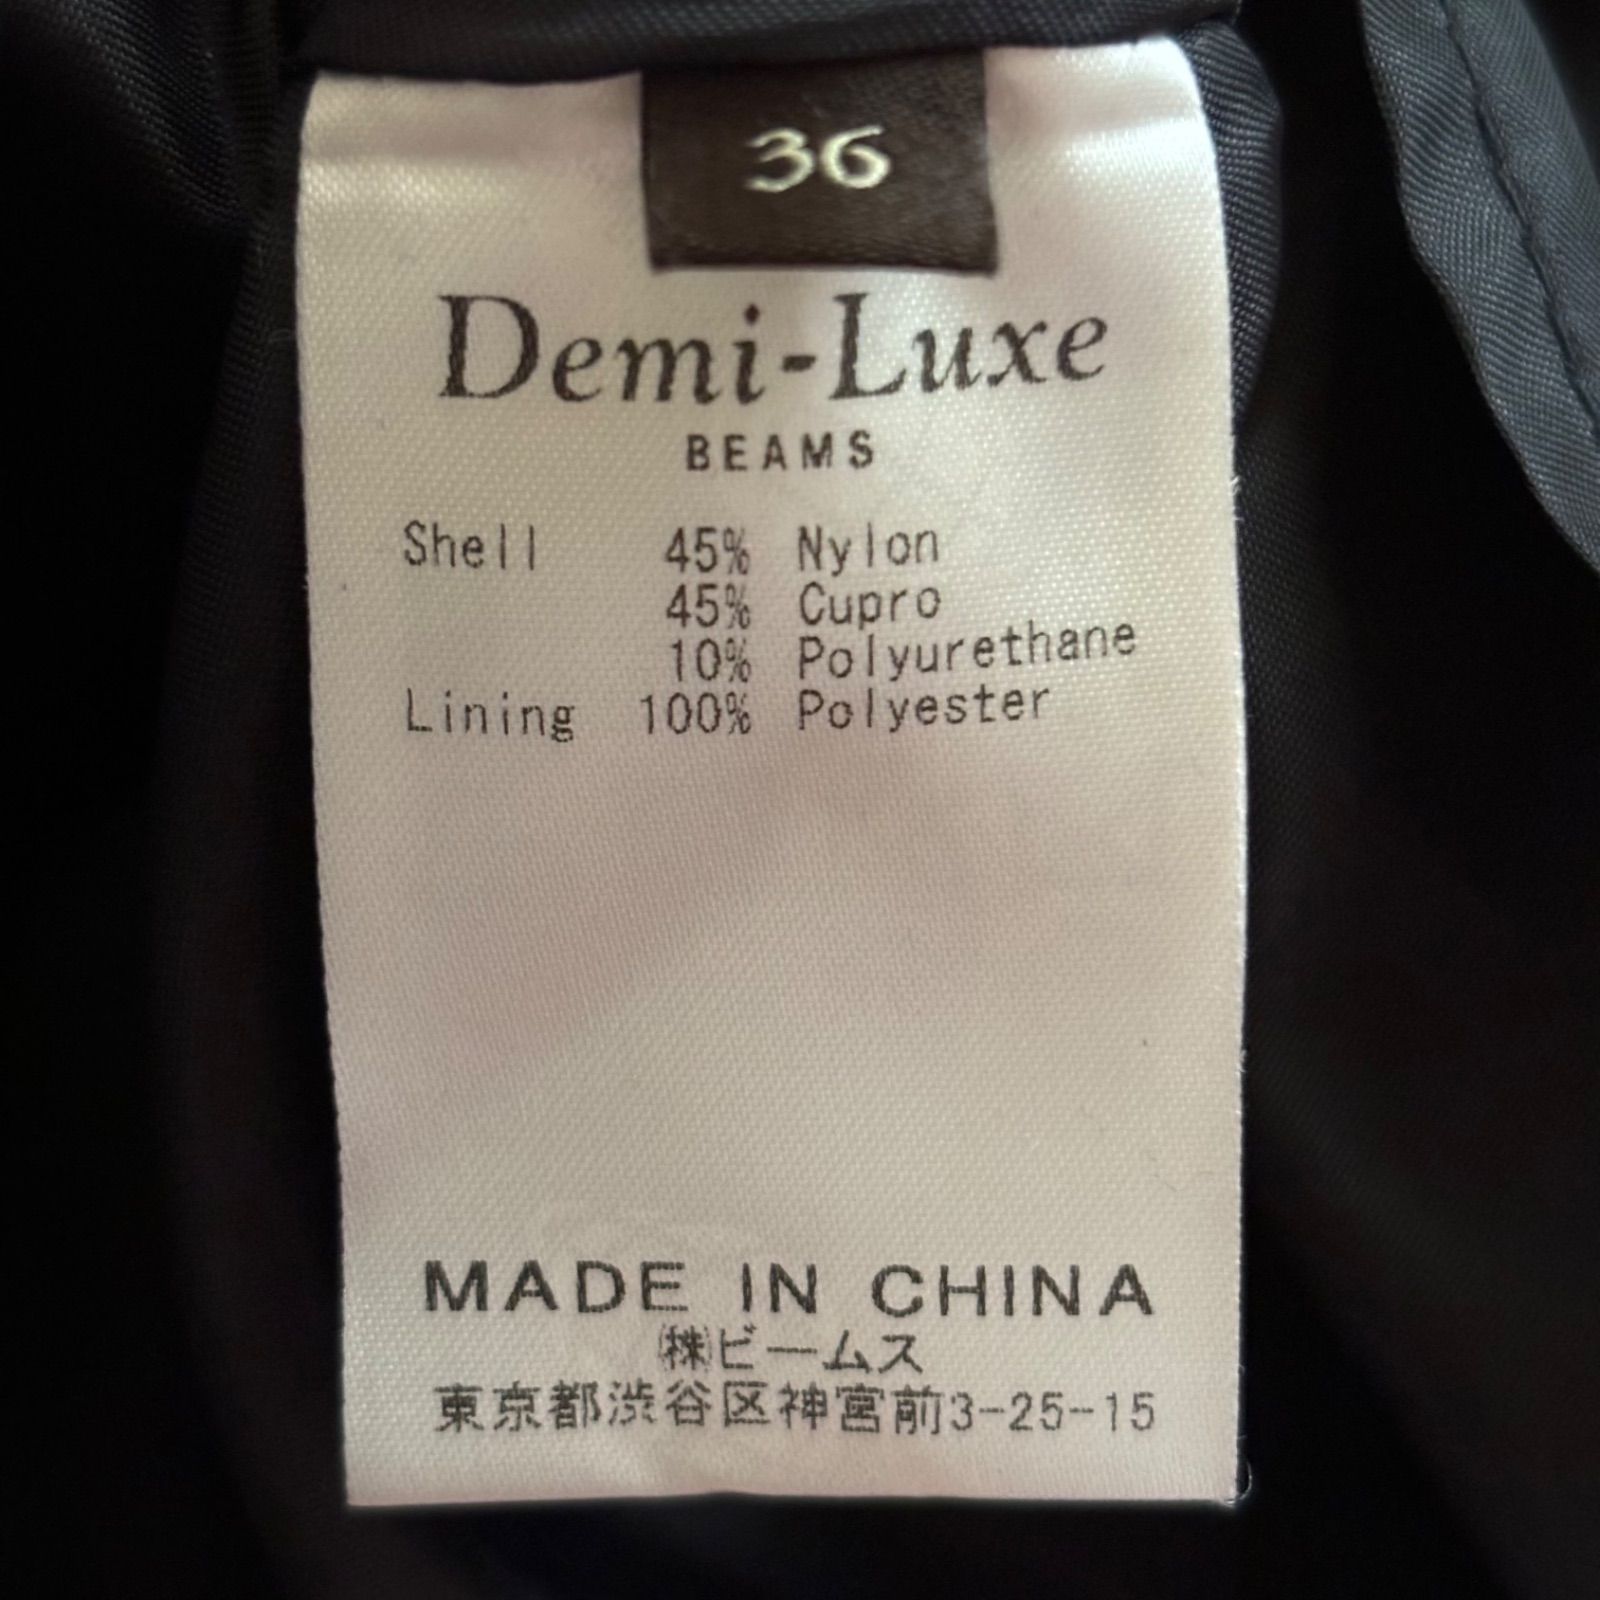 36
Demi-Luxe
BEAMS
Shell 45% Nylon
45% Cupro
10% Polyurethane
Lining 100% Polyester
MADE IN CHINA
㈱ビームス
東京都渋谷区神宮前3-25-15